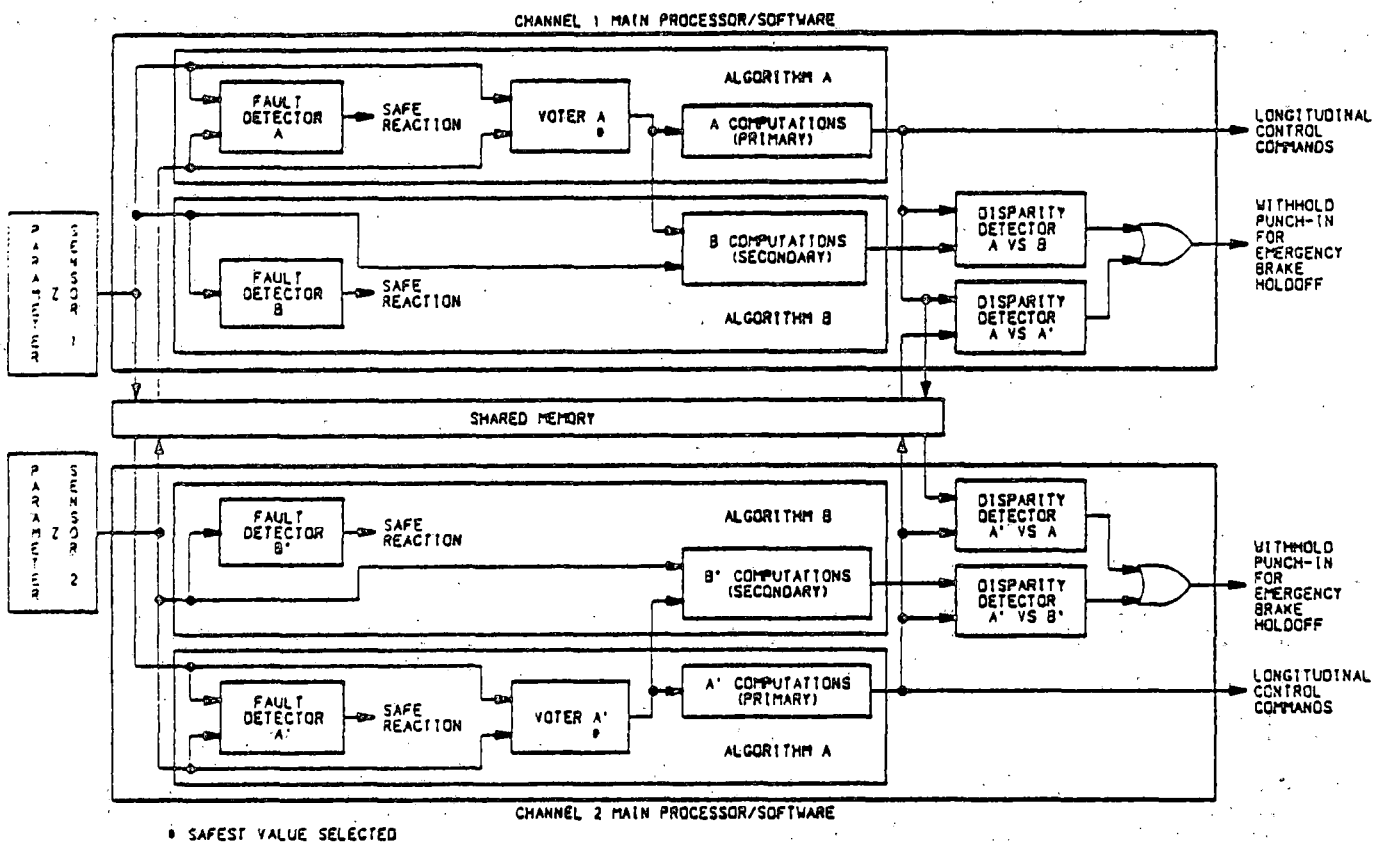 CHANNEL 1 MAIN PROCESSOR/SOFTWARE
ALGORITHM A
FAULT
DETECTOR
A
SAFE
REACTION
VOTER A
*
A COMPUTATIONS
(PRIMARY)
LONGITUDINAL
CONTROL
COMMANDS
PARAMETER Z
SENSOR 1
FAULT
DETECTOR
B
SAFE
REACTION
B COMPUTATIONS
(SECONDARY)
ALGORITHM B
DISPARITY
DETECTOR
A VS B
DISPARITY
DETECTOR
A VS A'
WITHHOLD
PUNCH-IN
FOR
EMERGENCY
BRAKE
HOLDOFF
SHARED MEMORY
PARAMETER Z
SENSOR 2
FAULT
DETECTOR
B'
SAFE
REACTION
ALGORITHM B
B' COMPUTATIONS
(SECONDARY)
DISPARITY
DETECTOR
A' VS A
DISPARITY
DETECTOR
A' VS B'
WITHHOLD
PUNCH-IN
FOR
EMERGENCY
BRAKE
HOLDOFF
FAULT
DETECTOR
A'
SAFE
REACTION
VOTER A'
*
A' COMPUTATIONS
(PRIMARY)
ALGORITHM A
LONGITUDINAL
CONTROL
COMMANDS
CHANNEL 2 MAIN PROCESSOR/SOFTWARE
* SAFEST VALUE SELECTED